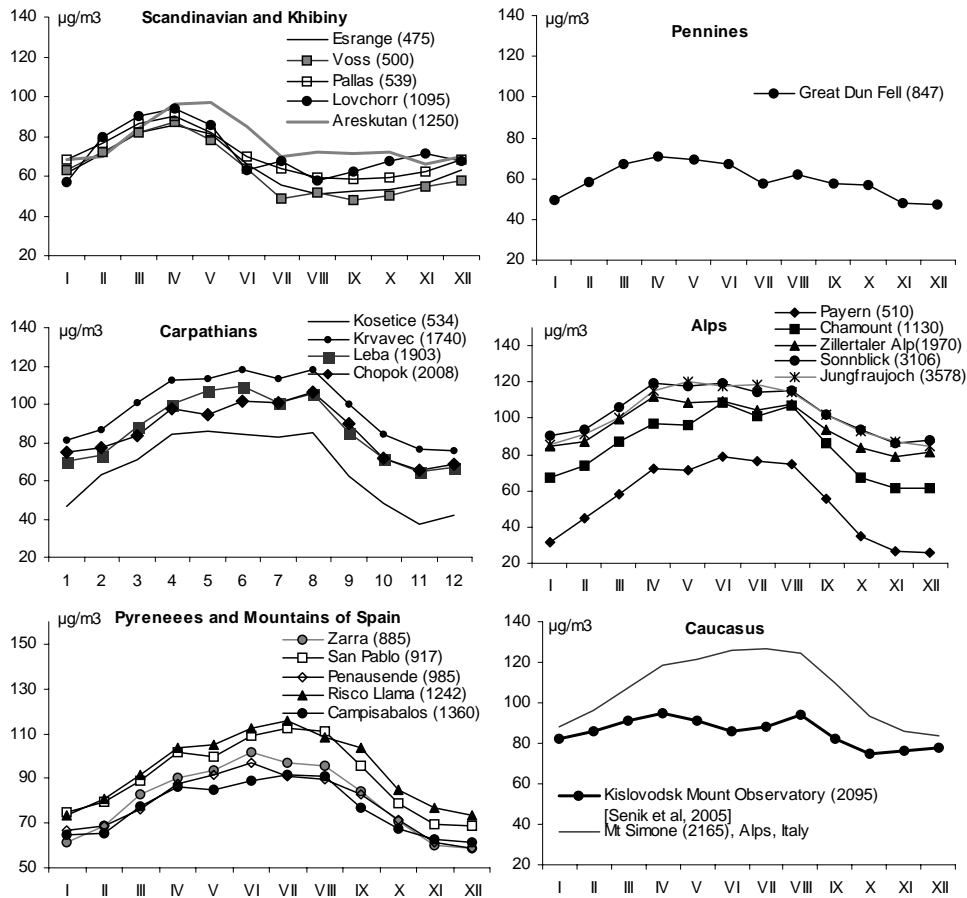 µg/m3
Scandinavian and Khibiny
Esrange (475)
Voss (500)
Pallas (539)
Lovchorr (1095)
Areskutan (1250)
140
120
100
80
60
40
20
I II III IV V VI VII VIII IX X XI XII
µg/m3
Pennines
Great Dun Fell (847)
140
120
100
80
60
40
20
I II III IV V VI VII VIII IX X XI XII
µg/m3
Carpathians
Kosetice (534)
Krvavec (1740)
Leba (1903)
Chopok (2008)
140
120
100
80
60
40
20
1 2 3 4 5 6 7 8 9 10 11 12
µg/m3
Alps
Payern (510)
Chamount (1130)
Zillertaler Alp(1970)
Sonnblick (3106)
Jungfraujoch (3578)
140
120
100
80
60
40
20
I II III IV V VI VII VIII IX X XI XII
Pyreneees and Mountains of Spain
µg/m3
Zarra (885)
San Pablo (917)
Penausende (985)
Risco Llama (1242)
Campisabalos (1360)
150
130
110
90
70
50
I II III IV V VI VII VIII IX X XI XII
µg/m3
Caucasus
140
120
100
80
60
40
20
Kislovodsk Mount Observatory (2095)
[Senik et al, 2005]
Mt Simone (2165), Alps, Italy
I II III IV V VI VII VIII IX X XI XII